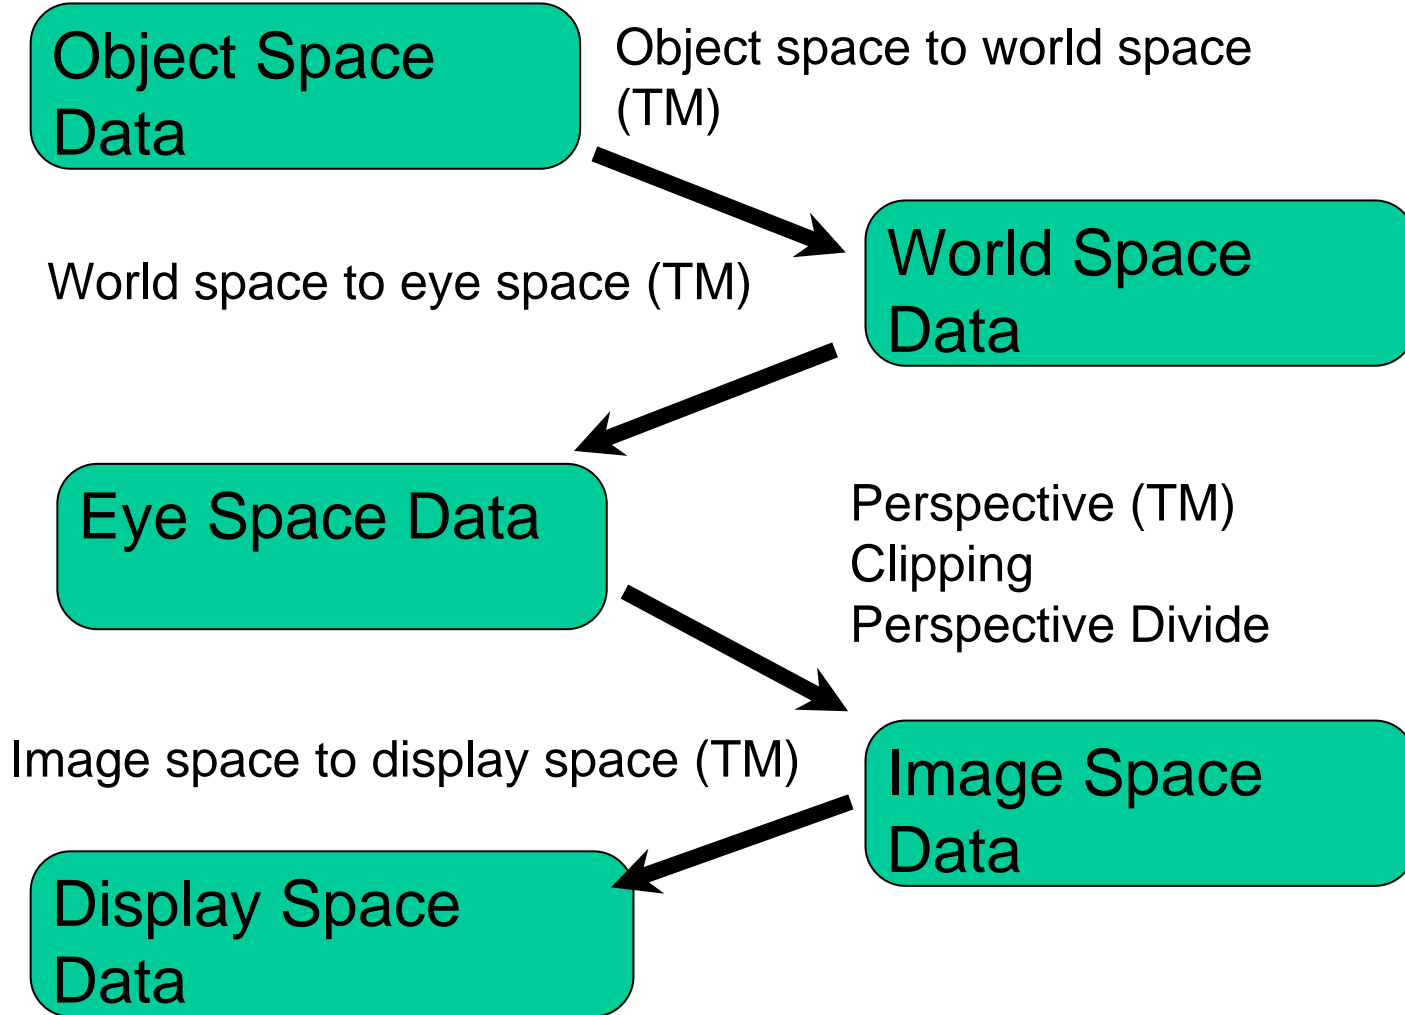 Object Space
Data
Object space to world space
(TM)
World Space
Data
World space to eye space (TM)
Eye Space Data
Perspective (TM)
Clipping
Perspective Divide
Image Space
Data
Image space to display space (TM)
Display Space
Data